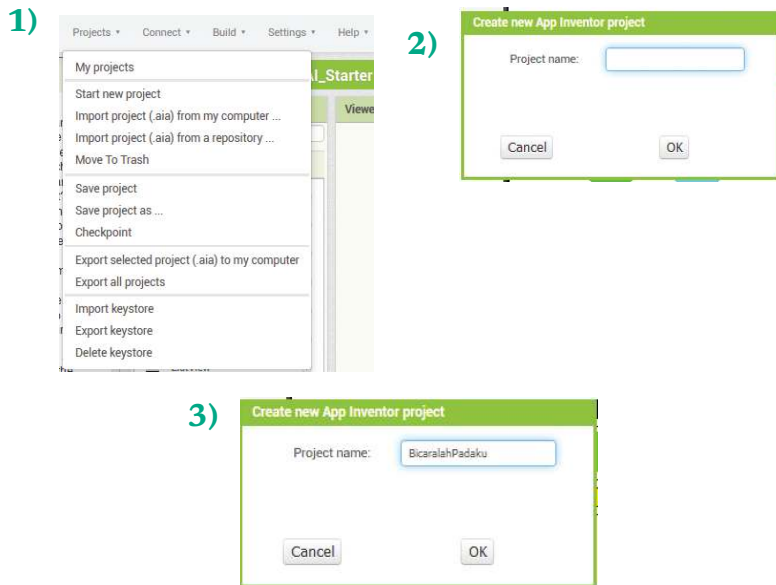 1)
Projects Connect Build Settings Help
My projects
Start new project
Import project (.aia) from my computer ...
Import project (.aia) from a repository ...
Move To Trash
Save project
Save project as ...
Checkpoint
Export selected project (.aia) to my computer
Export all projects
Import keystore
Export keystore
Delete keystore
AI_Starter
Viewe
2)
Create new App Inventor project
Project name:
Cancel OK
3)
Create new App Inventor project
Project name: BicaralahPadaku
Cancel OK